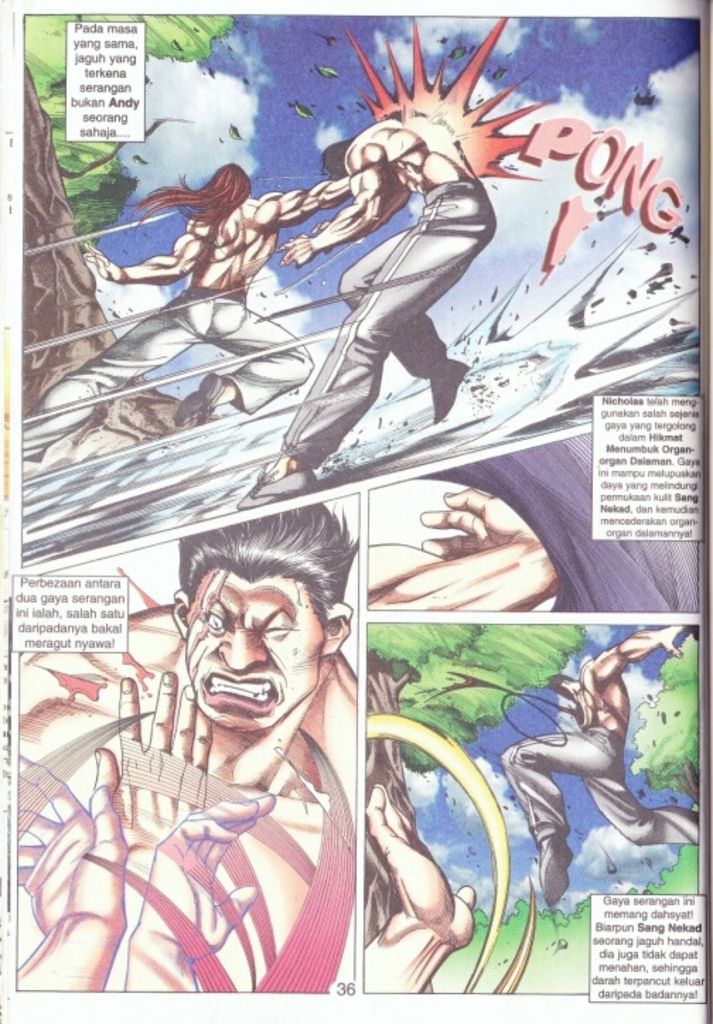 Pada masa
yang sama,
jaguh yang
terkena
serangan
bukan Andy
seorang
sahaja....
PONG
!
Nicholas telah meng-
gunakan salah sejenis
gaya yang tergolong
dalam Hikmat
Menumbuk Organ-
organ Dalaman. Gaya
ini mampu melupuskan
daya yang melindungi
permukaan kulit Sang
Nekad, dan kemudian
mencederakan organ-
organ dalamannya!
Perbezaan antara
dua gaya serangan
ini ialah, salah satu
daripadanya bakal
meragut nyawa!
Gaya serangan ini
memang dahsyat!
Biarpun Sang Nekad
seorang jaguh handal,
dia juga tidak dapat
menahan, sehingga
darah terpancut keluar
daripada badannya!
36